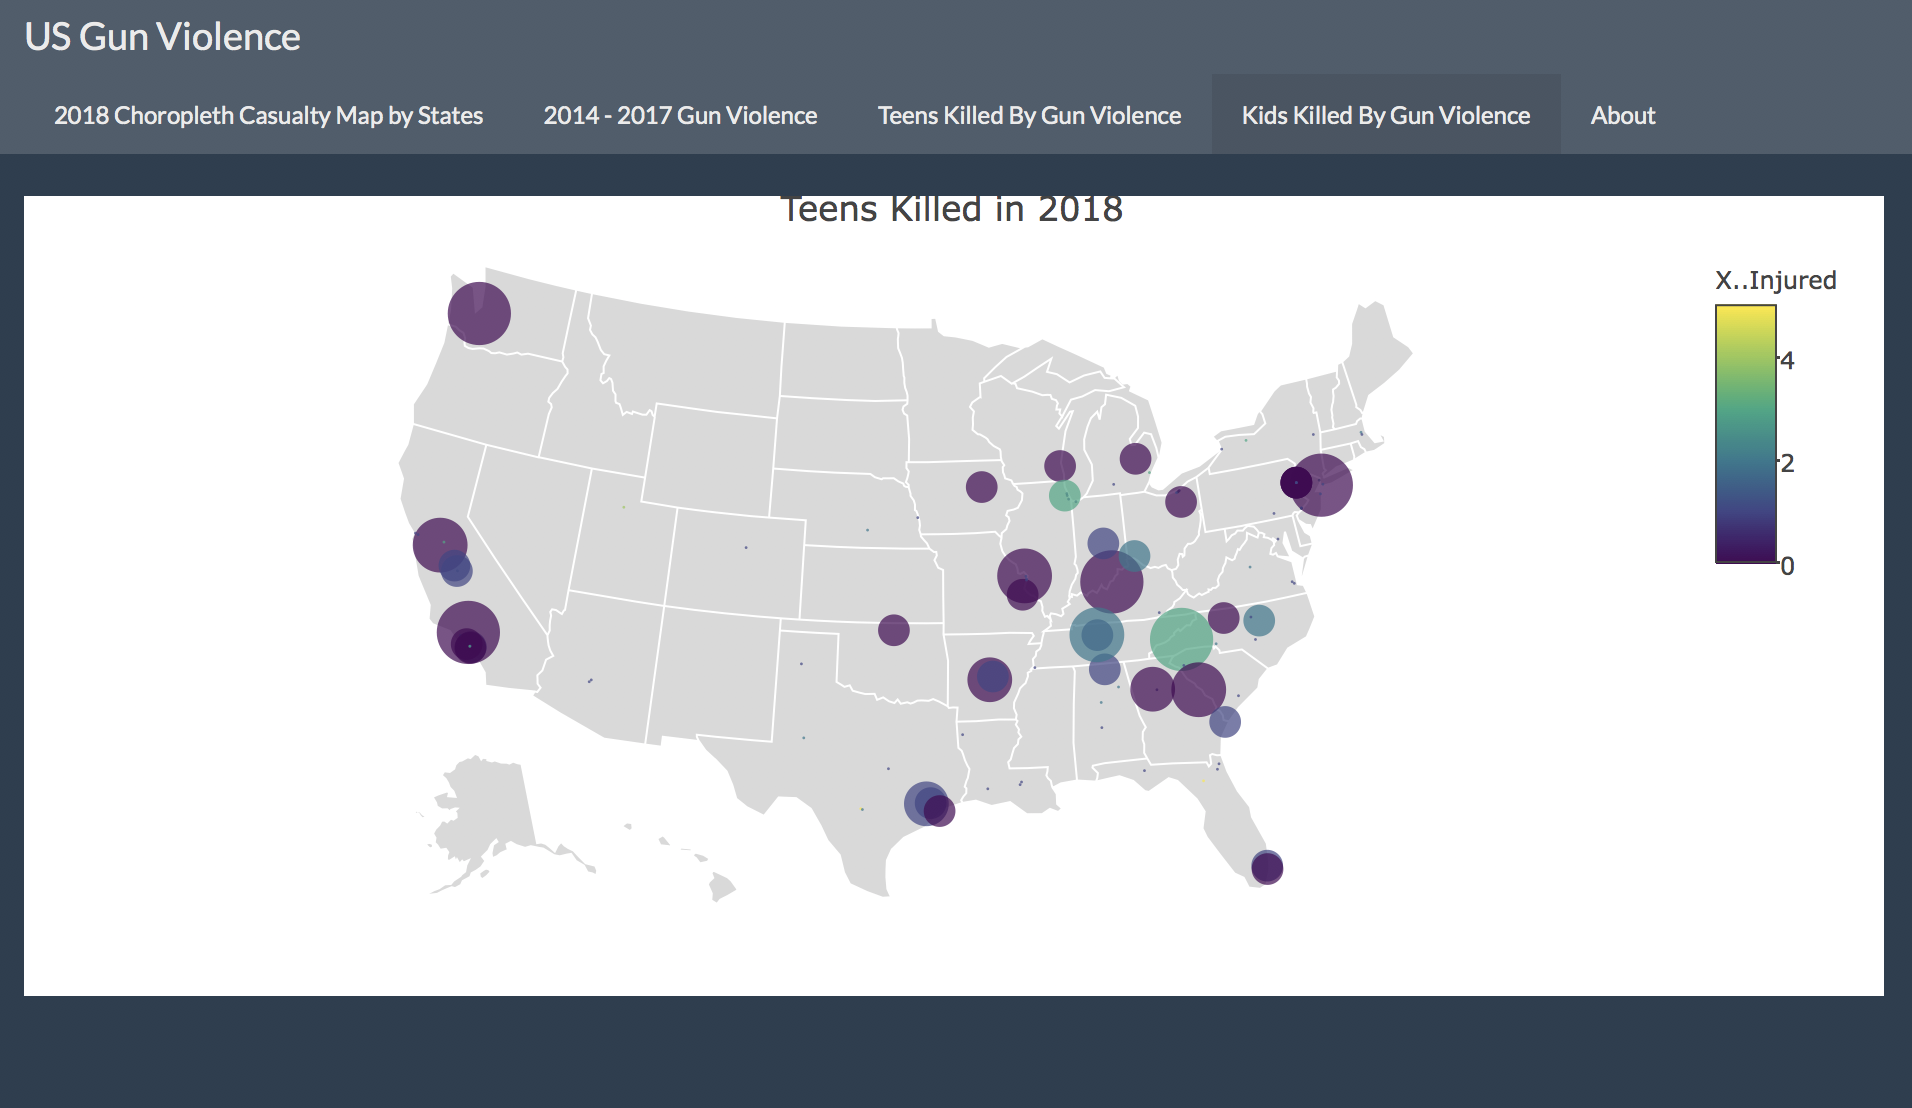 US Gun Violence
2018 Choropleth Casualty Map by States 2014 - 2017 Gun Violence Teens Killed By Gun Violence Kids Killed By Gun Violence About
Teens Killed in 2018
X..Injured
4
2
0